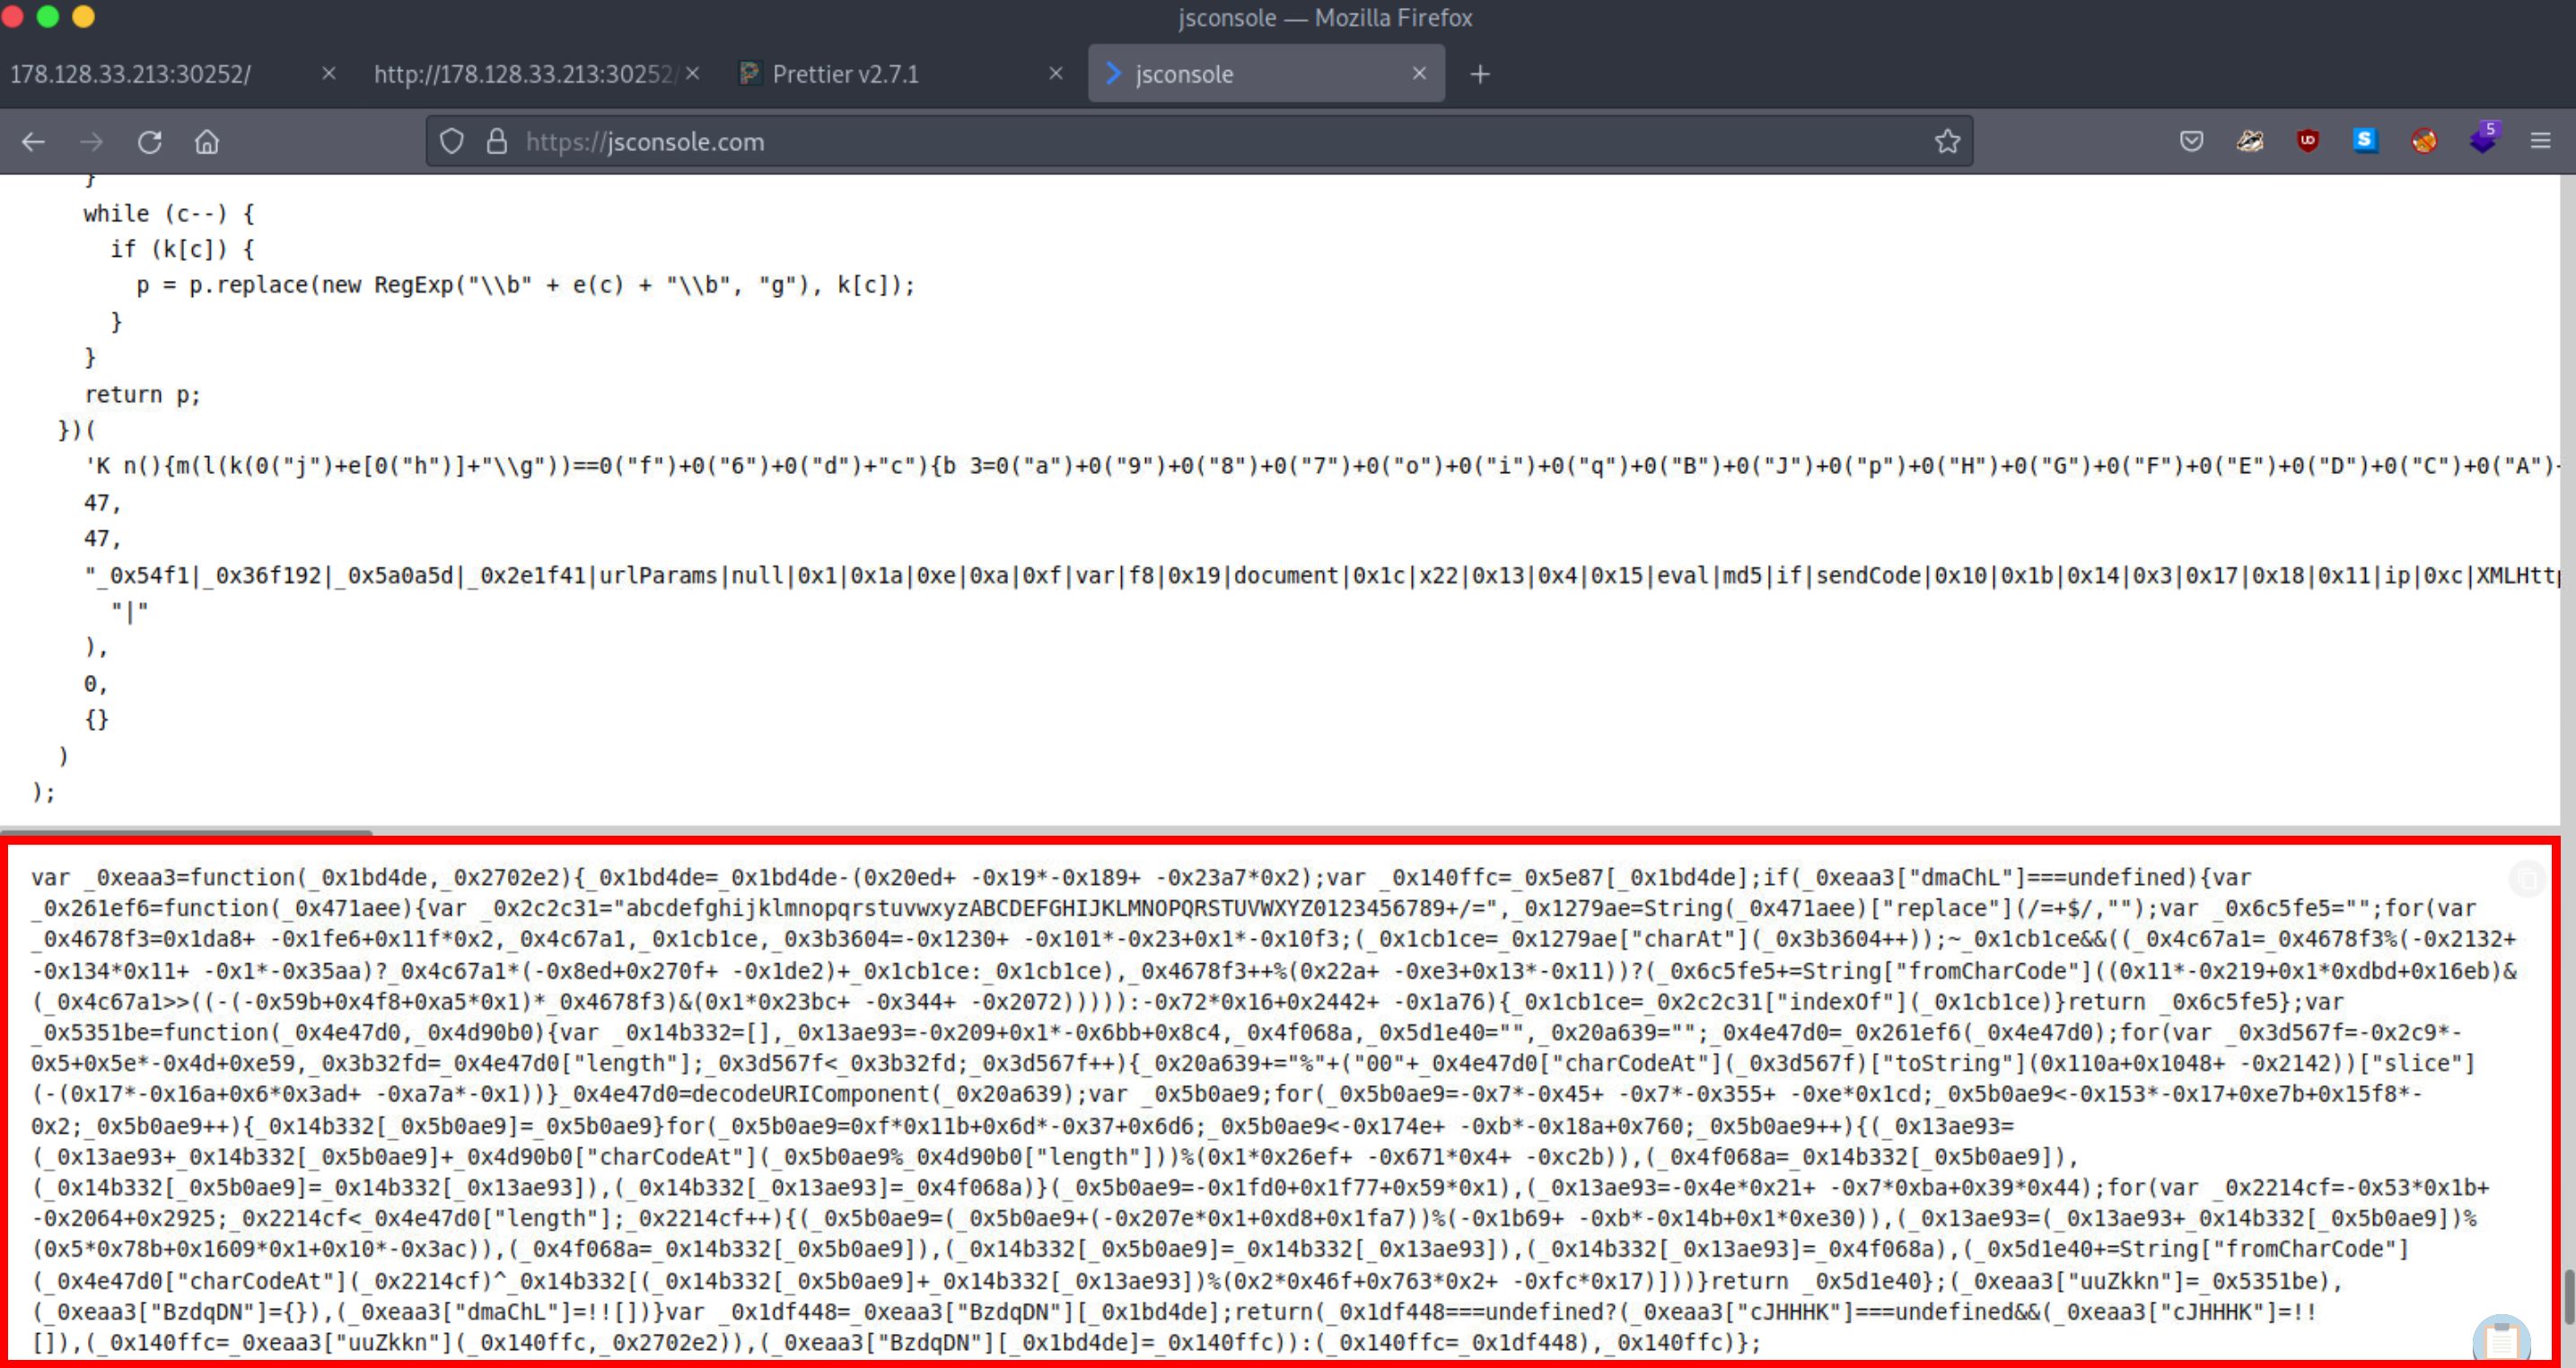 jsconsole — Mozilla Firefox
178.128.33.213:30252/ × http://178.128.33.213:30252/ × Prettier v2.7.1 × jsconsole × +
https://jsconsole.com 5
}
while (c--) {
if (k[c]) {
p = p.replace(new RegExp("\\b" + e(c) + "\\b", "g"), k[c]);
}
}
return p;
})(
'K n(){m(l(k(0("j")+e[0("h")]+"\\g"))==0("f")+0("6")+0("d")+"c"){b 3=0("a")+0("9")+0("8")+0("7")+0("o")+0("i")+0("q")+0("B")+0("J")+0("p")+0("H")+0("G")+0("F")+0("E")+0("D")+0("C")+0("A")+
47,
47,
"_0x54f1|_0x36f192|_0x5a0a5d|_0x2e1f41|urlParams|null|0x1|0x1a|0xe|0xa|0xf|var|f8|0x19|document|0x1c|x22|0x13|0x4|0x15|eval|md5|if|sendCode|0x10|0x1b|0x14|0x3|0x17|0x18|0x11|ip|0xc|XMLHttp
"|"
),
0,
{}
)
);
var _0xeaa3=function(_0x1bd4de,_0x2702e2){_0x1bd4de=_0x1bd4de-(0x20ed+ -0x19*-0x189+ -0x23a7*0x2);var _0x140ffc=_0x5e87[_0x1bd4de];if(_0xeaa3["dmaChL"]===undefined){var
_0x261ef6=function(_0x471aee){var _0x2c2c31="abcdefghijklmnopqrstuvwxyzABCDEFGHIJKLMNOPQRSTUVWXYZ0123456789+/=",_0x1279ae=String(_0x471aee)["replace"](/=+$/,"");var _0x6c5fe5="";for(var
_0x4678f3=0x1da8+ -0x1fe6+0x11f*0x2,_0x4c67a1,_0x1cb1ce,_0x3b3604=-0x1230+ -0x101*-0x23+0x1*-0x10f3;(_0x1cb1ce=_0x1279ae["charAt"](_0x3b3604++));~_0x1cb1ce&&((_0x4c67a1=_0x4678f3%(-0x2132+
-0x134*0x11+ -0x1*-0x35aa)?_0x4c67a1*(-0x8ed+0x270f+ -0x1de2)+_0x1cb1ce:_0x1cb1ce),_0x4678f3++%(0x22a+ -0xe3+0x13*-0x11))?(_0x6c5fe5+=String["fromCharCode"]((0x11*-0x219+0x1*0xdbd+0x16eb)&
(_0x4c67a1>>((-(-0x59b+0x4f8+0xa5*0x1)*_0x4678f3)&(0x1*0x23bc+ -0x344+ -0x2072))))):-0x72*0x16+0x2442+ -0x1a76){_0x1cb1ce=_0x2c2c31["indexOf"](_0x1cb1ce)}return _0x6c5fe5};var
_0x5351be=function(_0x4e47d0,_0x4d90b0){var _0x14b332=[],_0x13ae93=-0x209+0x1*-0x6bb+0x8c4,_0x4f068a,_0x5d1e40="",_0x20a639="";_0x4e47d0=_0x261ef6(_0x4e47d0);for(var _0x3d567f=-0x2c9*-
0x5+0x5e*-0x4d+0xe59,_0x3b32fd=_0x4e47d0["length"];_0x3d567f<_0x3b32fd;_0x3d567f++){_0x20a639+="%"+("00"+_0x4e47d0["charCodeAt"](_0x3d567f)["toString"](0x110a+0x1048+ -0x2142))["slice"]
(-(0x17*-0x16a+0x6*0x3ad+ -0xa7a*-0x1))}_0x4e47d0=decodeURIComponent(_0x20a639);var _0x5b0ae9;for(_0x5b0ae9=-0x7*-0x45+ -0x7*-0x355+ -0xe*0x1cd;_0x5b0ae9<-0x153*-0x17+0xe7b+0x15f8*-
0x2;_0x5b0ae9++){_0x14b332[_0x5b0ae9]=_0x5b0ae9}for(_0x5b0ae9=0xf*0x11b+0x6d*-0x37+0x6d6;_0x5b0ae9<-0x174e+ -0xb*-0x18a+0x760;_0x5b0ae9++){(_0x13ae93=
(_0x13ae93+_0x14b332[_0x5b0ae9]+_0x4d90b0["charCodeAt"](_0x5b0ae9%_0x4d90b0["length"]))%(0x1*0x26ef+ -0x671*0x4+ -0xc2b)),(_0x4f068a=_0x14b332[_0x5b0ae9]),
(_0x14b332[_0x5b0ae9]=_0x14b332[_0x13ae93]),(_0x14b332[_0x13ae93]=_0x4f068a)}(_0x5b0ae9=-0x1fd0+0x1f77+0x59*0x1),(_0x13ae93=-0x4e*0x21+ -0x7*0xba+0x39*0x44);for(var _0x2214cf=-0x53*0x1b+
-0x2064+0x2925;_0x2214cf<_0x4e47d0["length"];_0x2214cf++){(_0x5b0ae9=(_0x5b0ae9+(-0x207e*0x1+0xd8+0x1fa7))%(-0x1b69+ -0xb*-0x14b+0x1*0xe30)),(_0x13ae93=(_0x13ae93+_0x14b332[_0x5b0ae9])%
(0x5*0x78b+0x1609*0x1+0x10*-0x3ac)),(_0x4f068a=_0x14b332[_0x5b0ae9]),(_0x14b332[_0x5b0ae9]=_0x14b332[_0x13ae93]),(_0x14b332[_0x13ae93]=_0x4f068a),(_0x5d1e40+=String["fromCharCode"]
(_0x4e47d0["charCodeAt"](_0x2214cf)^_0x14b332[(_0x14b332[_0x5b0ae9]+_0x14b332[_0x13ae93])%(0x2*0x46f+0x763*0x2+ -0xfc*0x17)]))}return _0x5d1e40};(_0xeaa3["uuZkkn"]=_0x5351be),
(_0xeaa3["BzdqDN"]={}),(_0xeaa3["dmaChL"]=!![])}var _0x1df448=_0xeaa3["BzdqDN"][_0x1bd4de];return(_0x1df448===undefined?(_0xeaa3["cJHHHK"]===undefined&&(_0xeaa3["cJHHHK"]=!!
[]),(_0x140ffc=_0xeaa3["uuZkkn"](_0x140ffc,_0x2702e2)),(_0xeaa3["BzdqDN"][_0x1bd4de]=_0x140ffc)):(_0x140ffc=_0x1df448),_0x140ffc)};